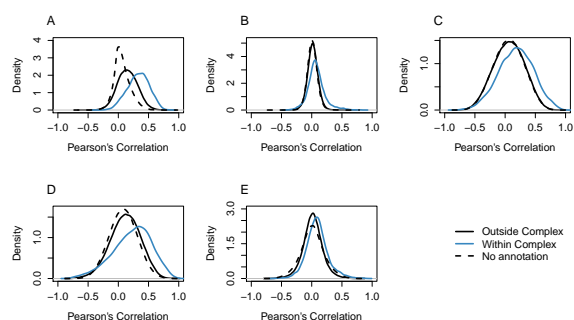 A
B
C
Density
4
3
2
1
0
−1.0 −0.5 0.0 0.5 1.0
Pearson's Correlation
Density
4
2
0
−1.0 −0.5 0.0 0.5 1.0
Pearson's Correlation
Density
1.0
0.0
−1.0 −0.5 0.0 0.5 1.0
Pearson's Correlation
D
E
Density
1.0
0.0
−1.0 −0.5 0.0 0.5 1.0
Pearson's Correlation
Density
3.0
1.5
0.0
−1.0 −0.5 0.0 0.5 1.0
Pearson's Correlation
Outside Complex
Within Complex
No annotation